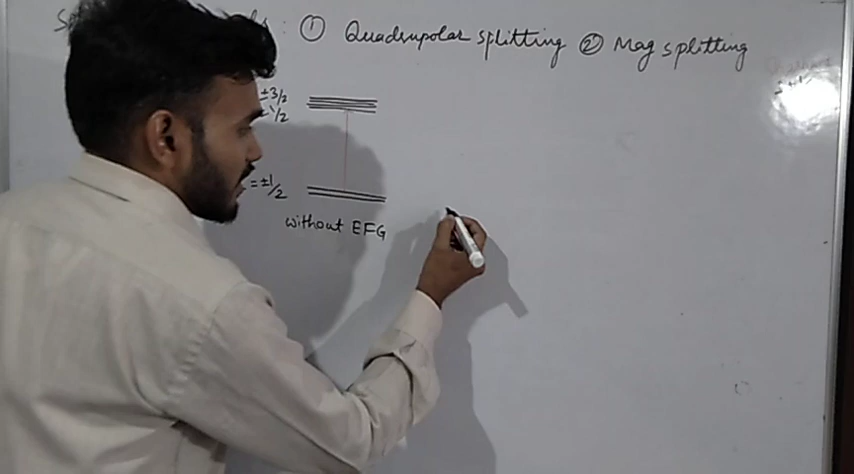 : ① Quadrupolar splitting ② Mag splitting
±3/2
1/2
= ±1/2
without EFG